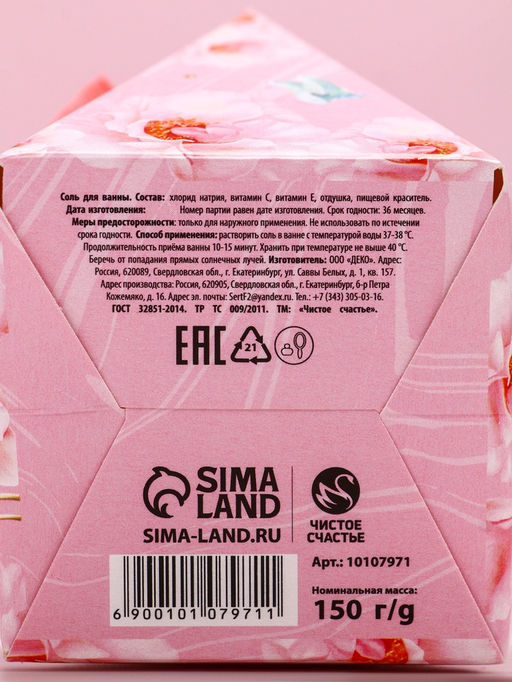 Соль для ванны. Состав: хлорид натрия, витамин С, витамин Е, отдушка, пищевой краситель.
Дата изготовления: Номер партии равен дате изготовления. Срок годности: 36 месяцев.
Меры предосторожности: только для наружного применения. Не использовать по истечении
срока годности. Способ применения: растворить соль в ванне с температурой воды 37-38 °С.
Продолжительность приёма ванны 10-15 минут. Хранить при температуре не выше 40 °С.
Беречь от попадания прямых солнечных лучей. Изготовитель: ООО «ДЕКО». Адрес:
Россия, 620089, Свердловская обл., г. Екатеринбург, ул. Саввы Белых, д. 1, кв. 157.
Адрес производства: Россия, 620905, Свердловская обл., г. Екатеринбург, б-р Петра
Кожемяко, д. 16. Адрес эл. почты: SertF2@yandex.ru. Тел.: +7 (343) 305-03-16.
ГОСТ 32851-2014. ТР ТС 009/2011. ТМ: «Чистое счастье».
EAC 21
SIMA
LAND
SIMA-LAND.RU
ЧИСТОЕ
СЧАСТЬЕ
Арт.: 10107971
Номинальная масса:
150 г/g
6 900101 079711